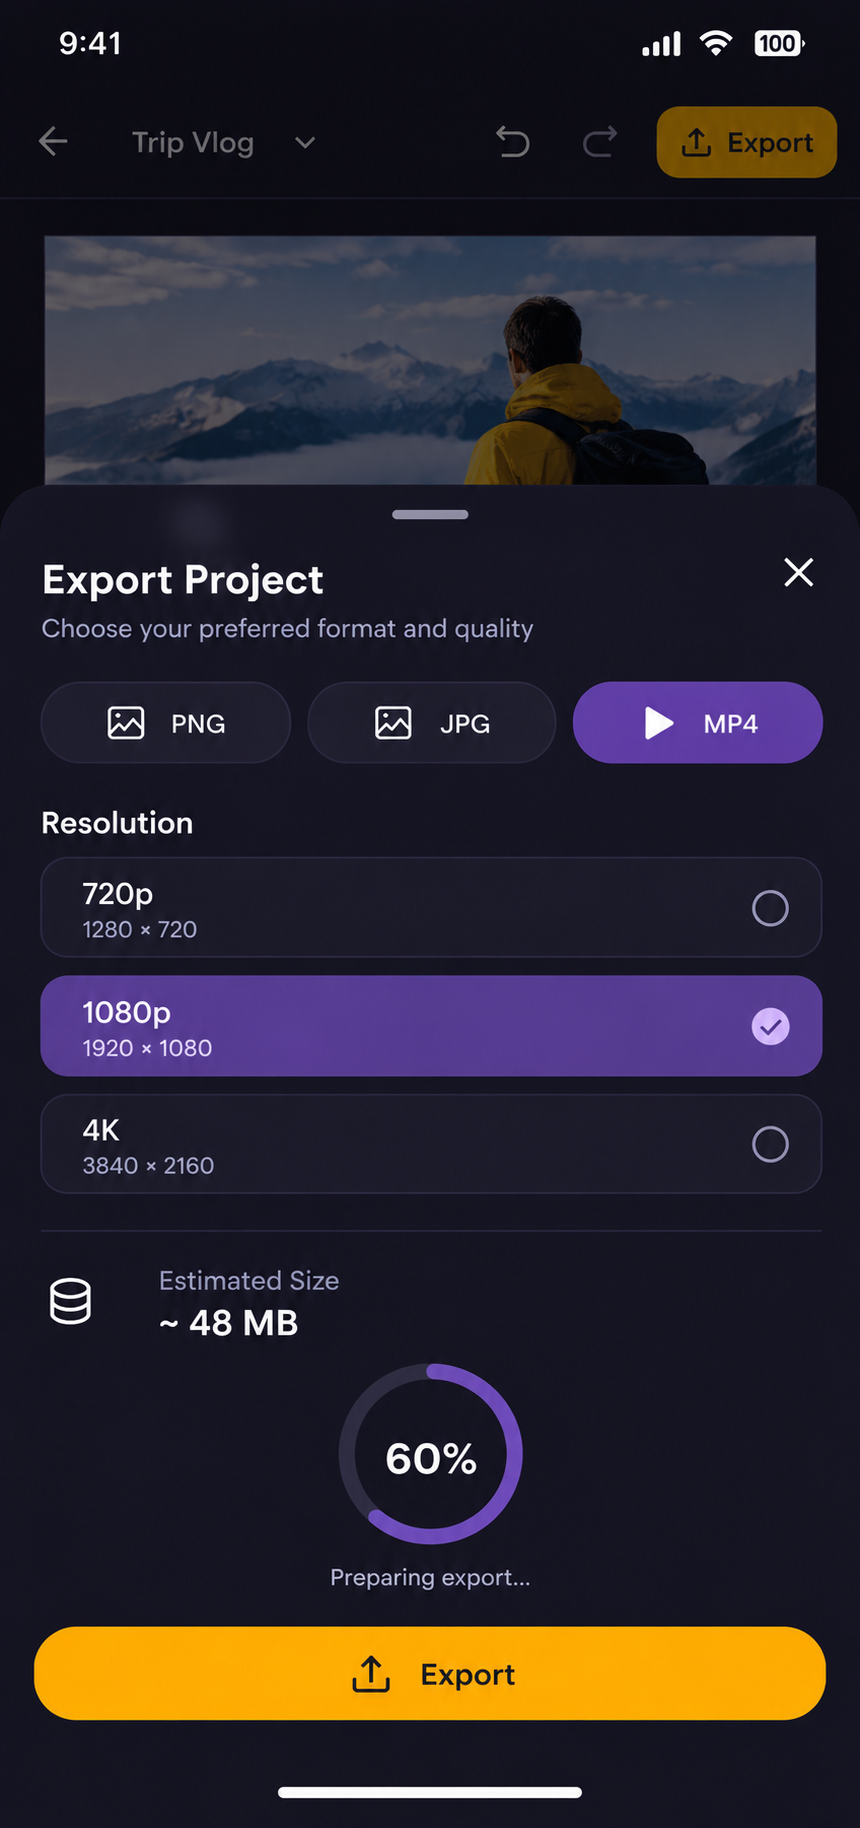 9:41
100
Trip Vlog
Export
Export Project
Choose your preferred format and quality
PNG
JPG
MP4
Resolution
720p
1280 × 720
1080p
1920 × 1080
4K
3840 × 2160
Estimated Size
~ 48 MB
60%
Preparing export...
Export